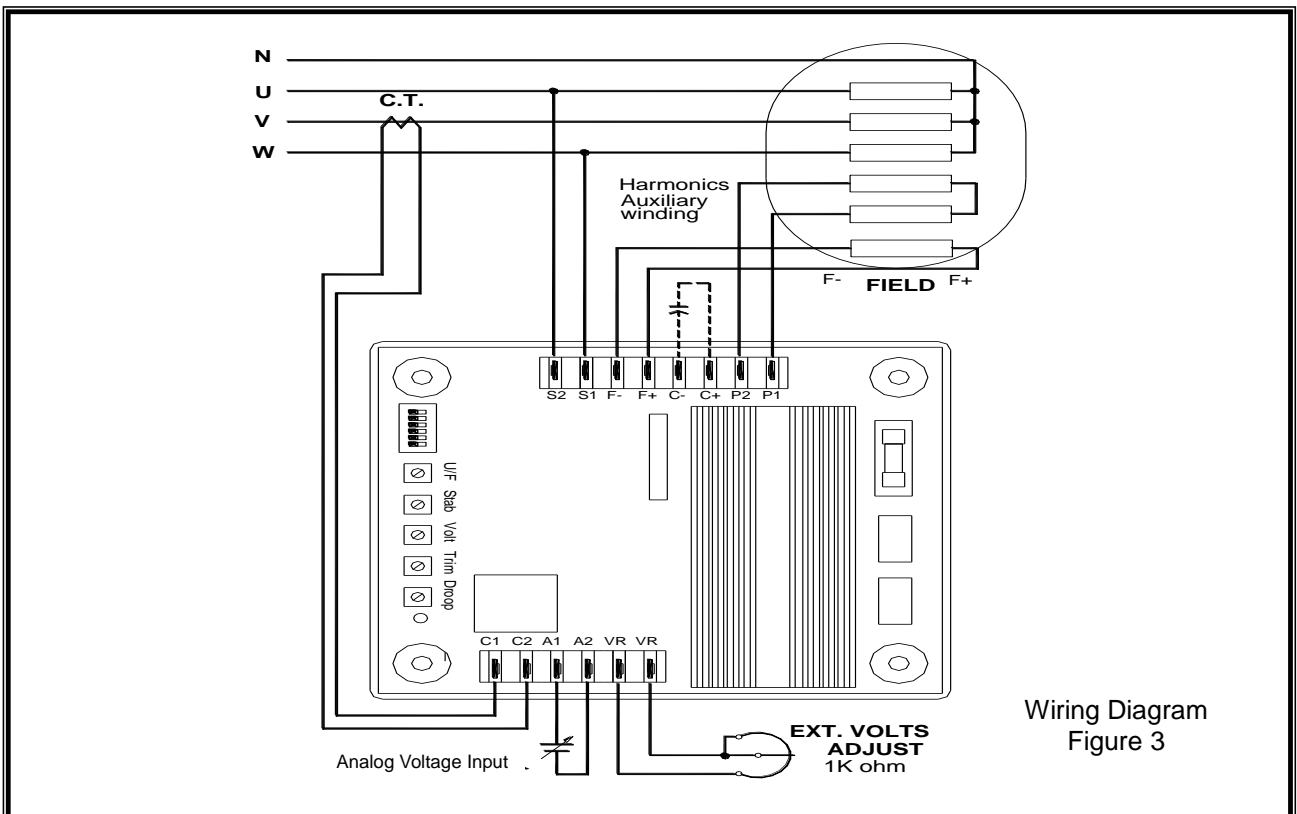 N
U
C.T.
V
W
Harmonics
Auxiliary
winding
F- FIELD F+
S2 S1 F- F+ C- C+ P2 P1
U/F Stab Volt Trim Droop
C1 C2 A1 A2 VR VR
Analog Voltage Input
EXT. VOLTS
ADJUST
1K ohm
Wiring Diagram
Figure 3